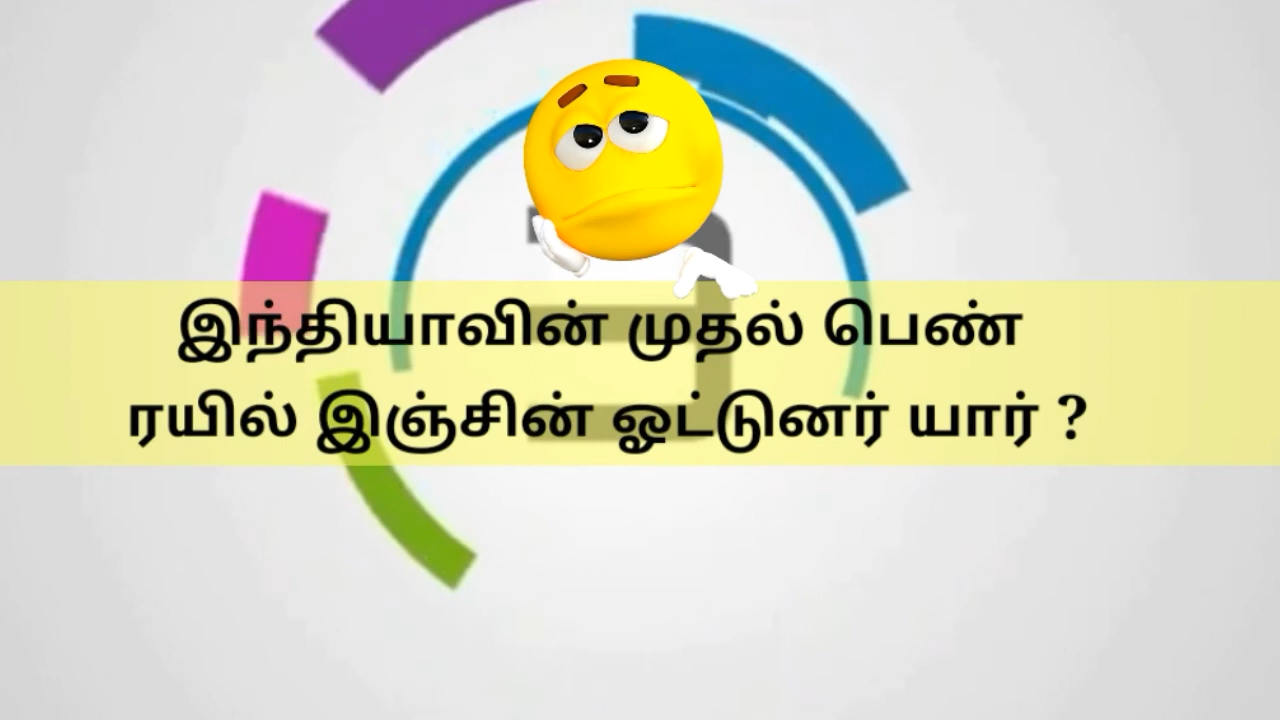 இந்தியாவின் முதல் பெண்
ரயில் இஞ்சின் ஓட்டுனர் யார் ?